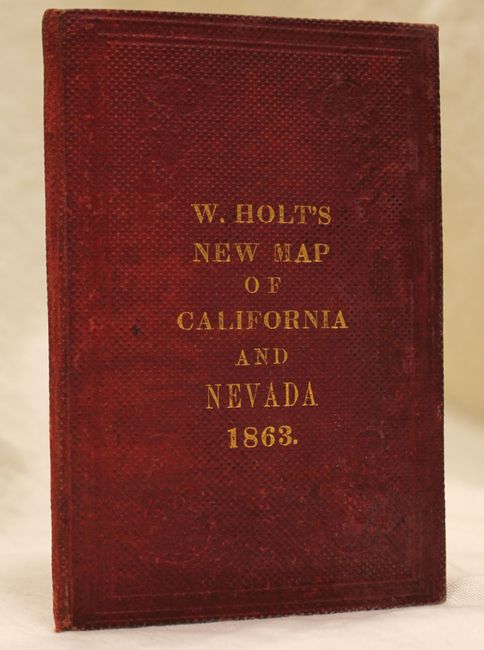 W. HOLT'S
NEW MAP
OF
CALIFORNIA
AND
NEVADA
1863.